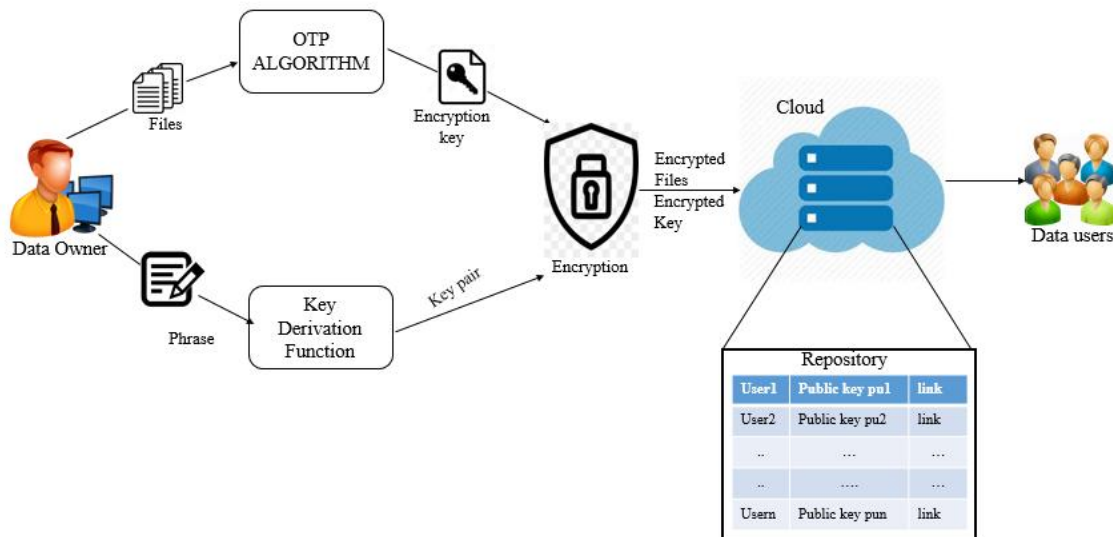 OTP
ALGORITHM
Files
Encryption
key
Cloud
Encrypted
Files
Encrypted
Key
Data Owner
Encryption
Data users
Key pair
Phrase
Key
Derivation
Function
Repository
User1 Public key pu1 link
User2 Public key pu2 link
.. ... ...
.. .... ...
Usern Public key pun link